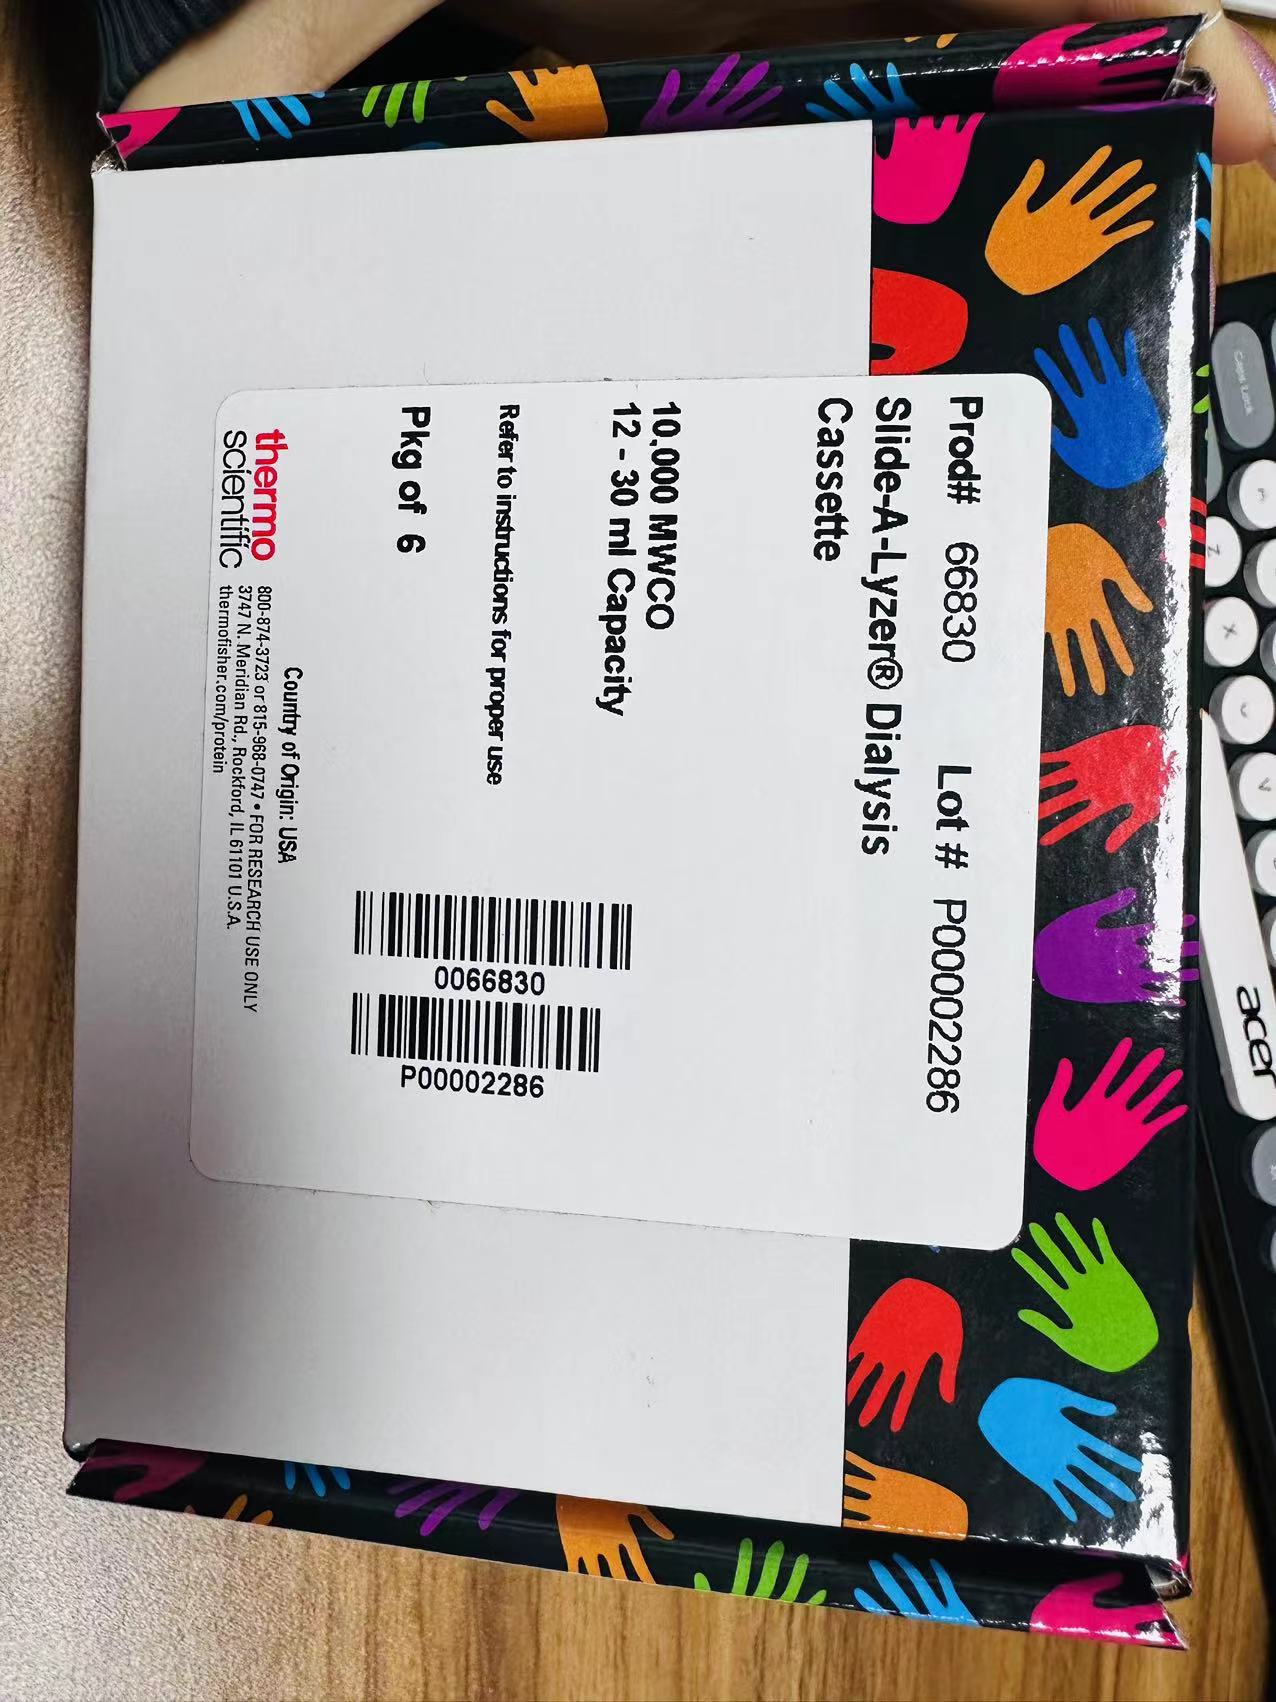 Prod# 66830 Lot # P00002286
Slide-A-Lyzer® Dialysis
Cassette
10,000 MWCO
12 - 30 ml Capacity
Refer to instructions for proper use
Pkg of 6
0066830
P00002286
Country of Origin: USA
thermo
scientific
800-874-3723 or 815-968-0747 • FOR RESEARCH USE ONLY
3747 N. Meridian Rd., Rockford, IL 61101 U.S.A.
thermofisher.com/protein
acer
Caps Lock
Z
X
C
V